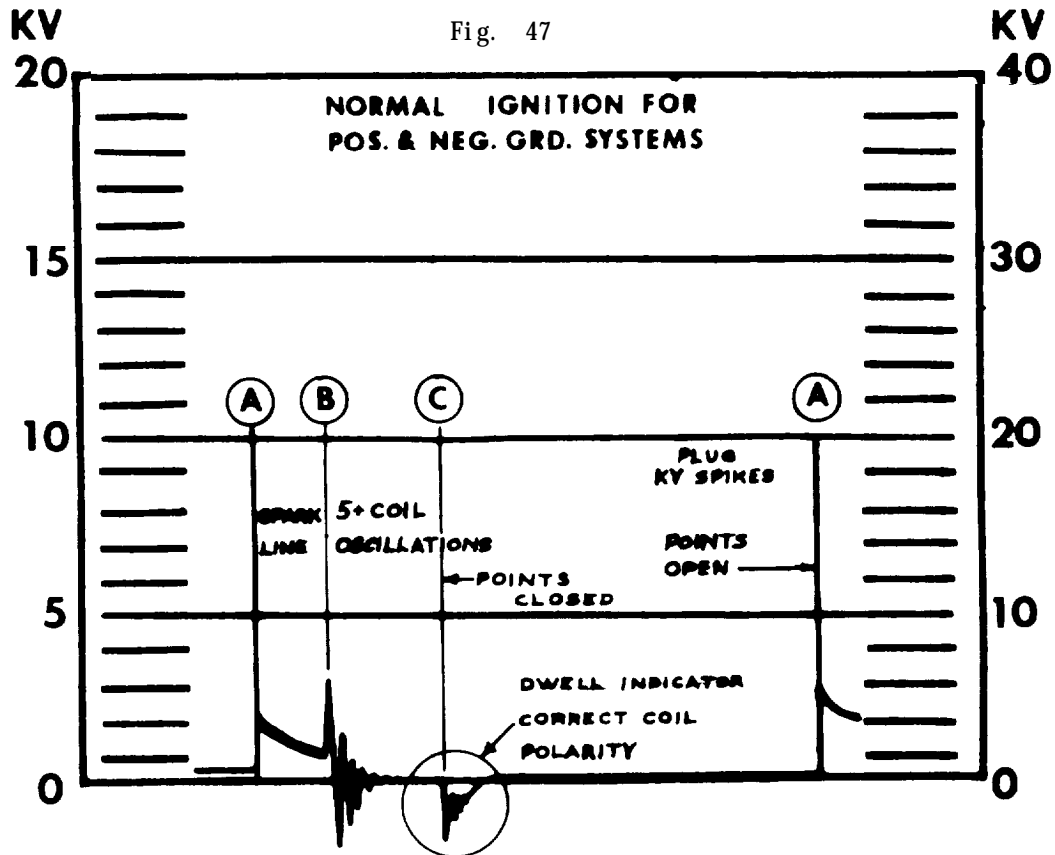 KV
Fig. 47
KV
20
40
NORMAL IGNITION FOR
POS. & NEG. GRD. SYSTEMS
15
30
A
B
C
A
10
20
PLUG
KV SPIKES
SPARK
LINE
5+ COIL
OSCILLATIONS
POINTS
OPEN
POINTS
CLOSED
5
10
DWELL INDICATOR
CORRECT COIL
POLARITY
0
0